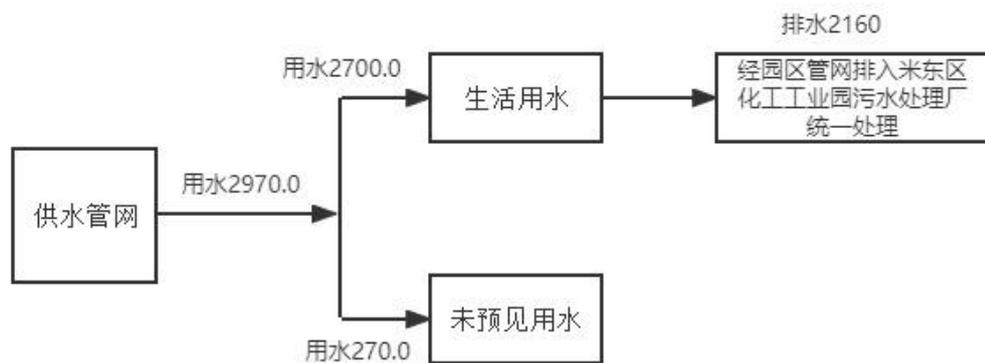 排水2160
用水2700.0
生活用水
经园区管网排入米东区
化工工业园污水处理厂
统一处理
用水2970.0
供水管网
未预见用水
用水270.0